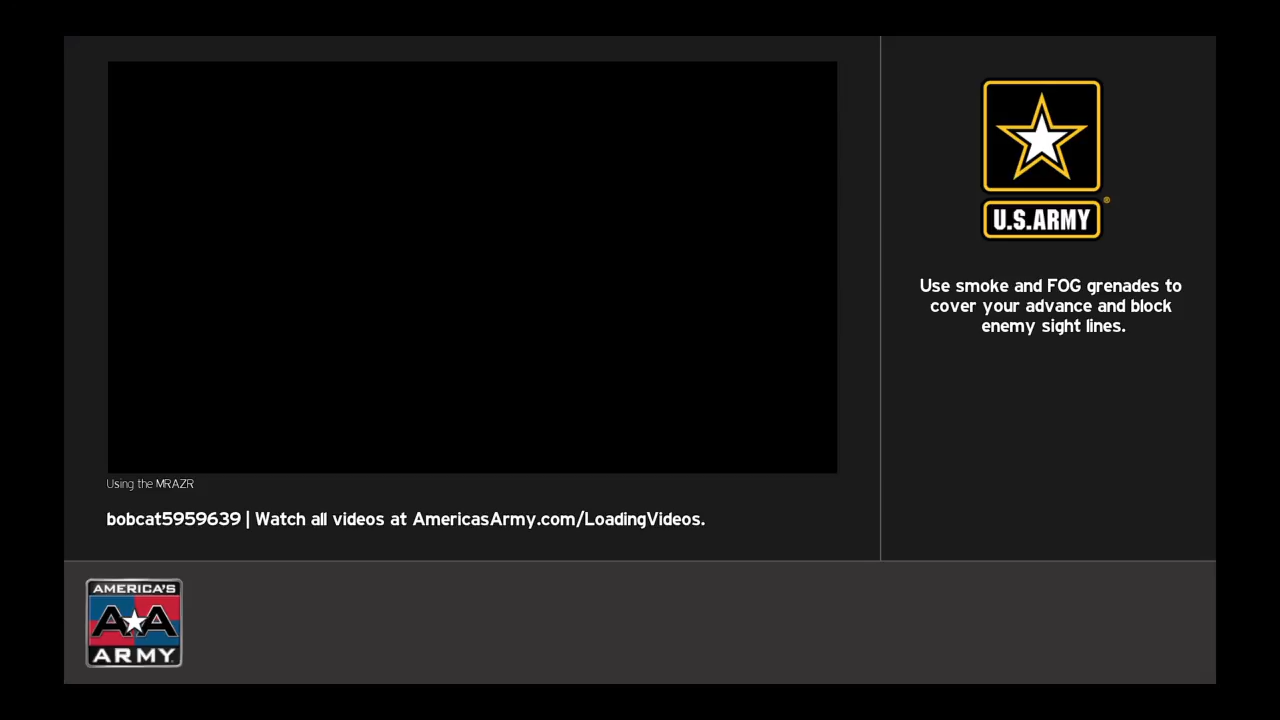 U.S.ARMY
®
Use smoke and FOG grenades to
cover your advance and block
enemy sight lines.
Using the MRAZR
bobcat5959639 | Watch all videos at AmericasArmy.com/LoadingVideos.
AMERICA'S
AA
ARMY